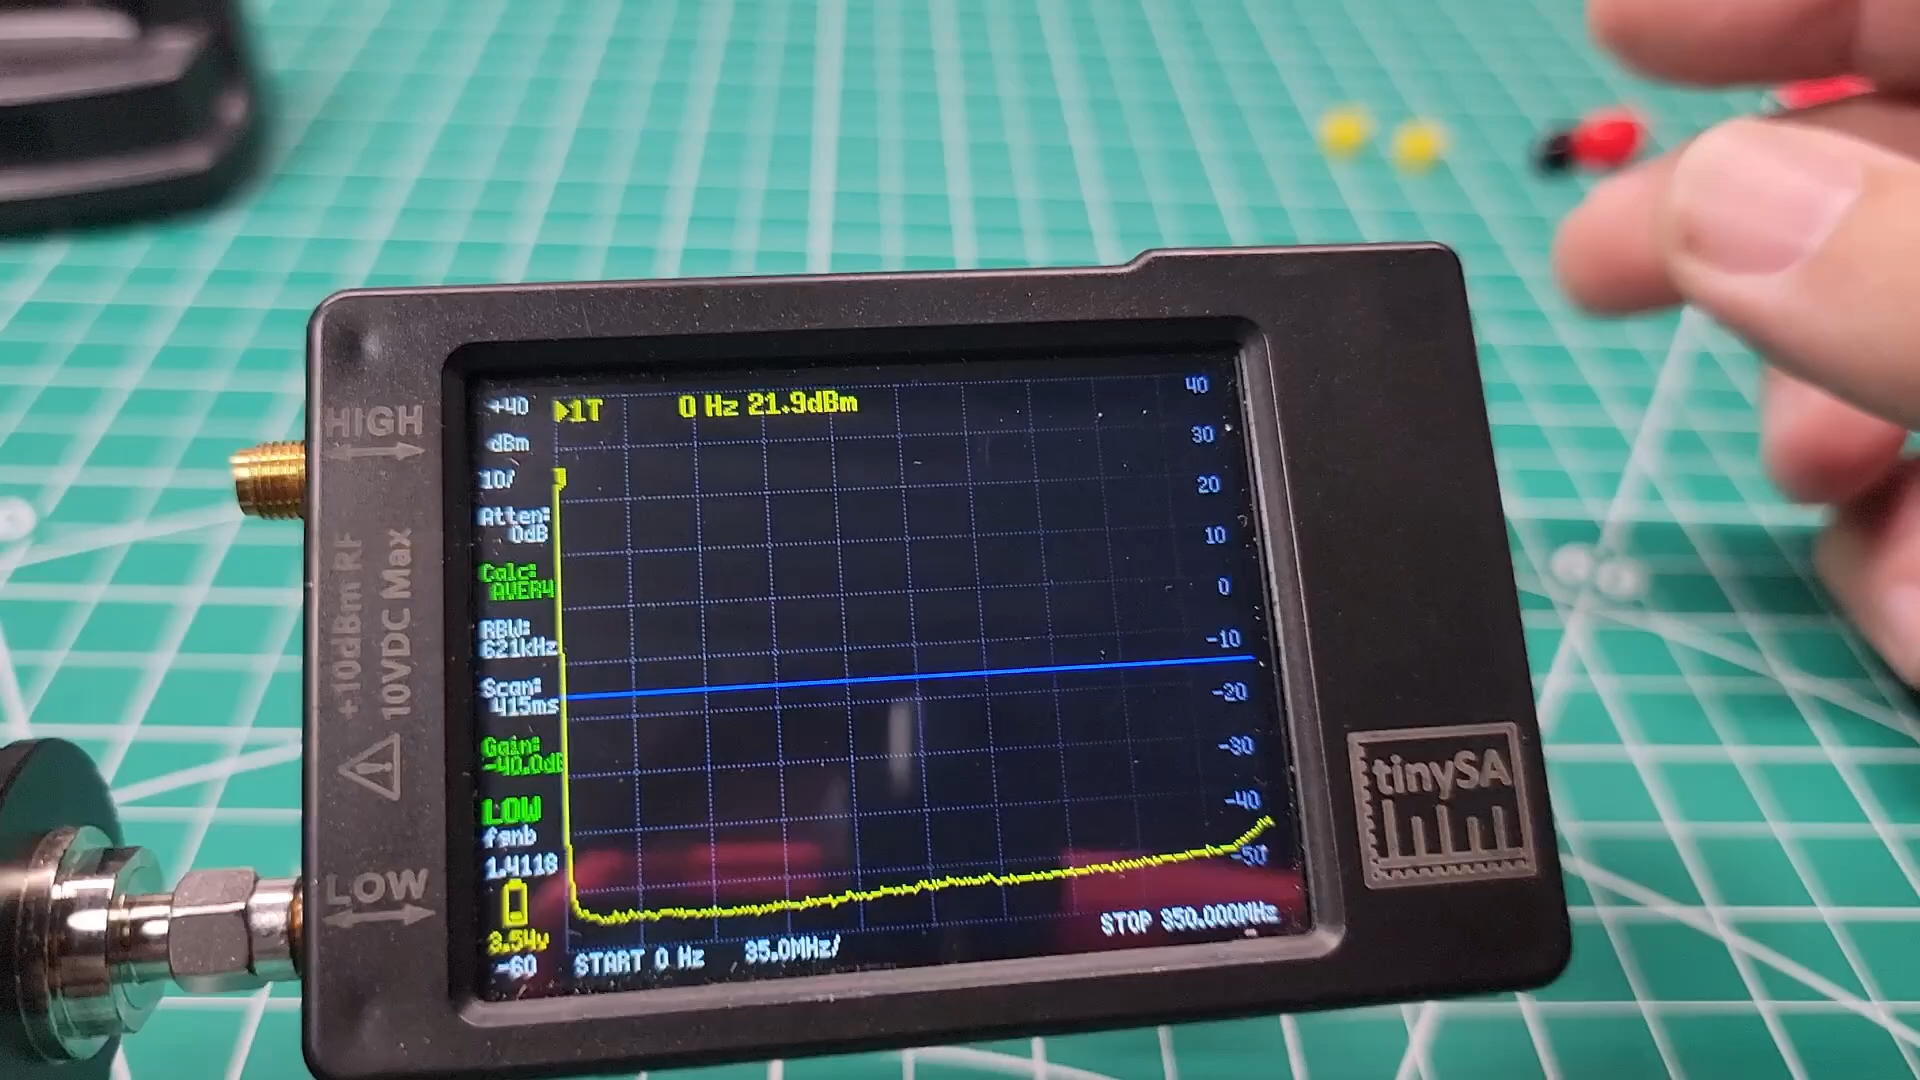 HIGH
+10dBm RF
10VDC Max
LOW
+40
dBm
10/
Atten:
0dB
Calc:
AVER4
RBW:
621kHz
Scan:
415ms
Gain:
-40.0dB
LOW
fgnb
1.4118
3.54v
-60
▶1T 0 Hz 21.9dBm
40
30
20
10
0
-10
-20
-30
-40
-50
START 0 Hz 35.0MHz/ STOP 350.000MHz
tinySA